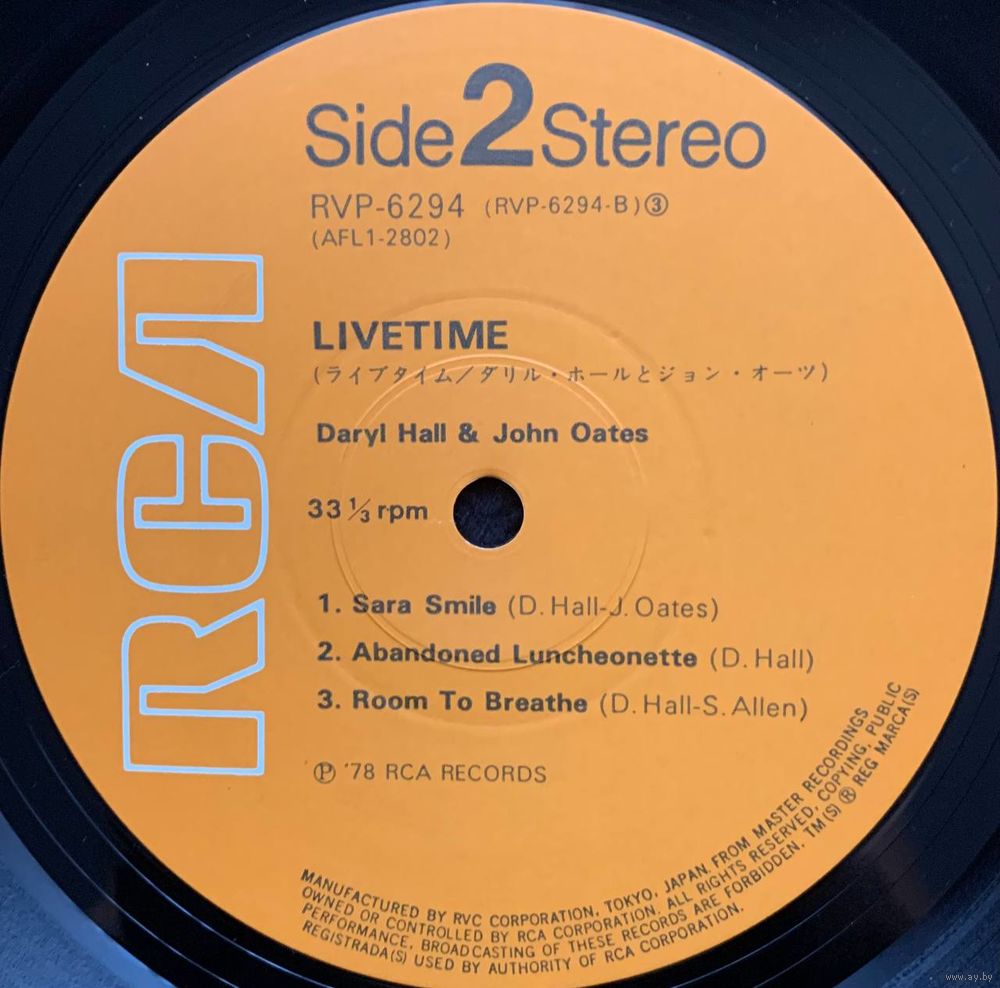 Side 2 Stereo
RVP-6294 (RVP-6294-B)③
(AFL1-2802)
RCA
LIVETIME
(ライブタイム/ダリル・ホールとジョン・オーツ)
Daryl Hall & John Oates
33 1/3 rpm
1. Sara Smile (D. Hall-J. Oates)
2. Abandoned Luncheonette (D. Hall)
3. Room To Breathe (D. Hall-S. Allen)
Ⓟ '78 RCA RECORDS
MANUFACTURED BY RVC CORPORATION, TOKYO, JAPAN, FROM MASTER RECORDINGS
OWNED OR CONTROLLED BY RCA CORPORATION. ALL RIGHTS RESERVED, COPYING, PUBLIC
PERFORMANCE, BROADCASTING OF THESE RECORDS ARE FORBIDDEN. TM(S) ® REG MARCA(S)
REGISTRADA(S) USED BY AUTHORITY OF RCA CORPORATION.
www.ay.by